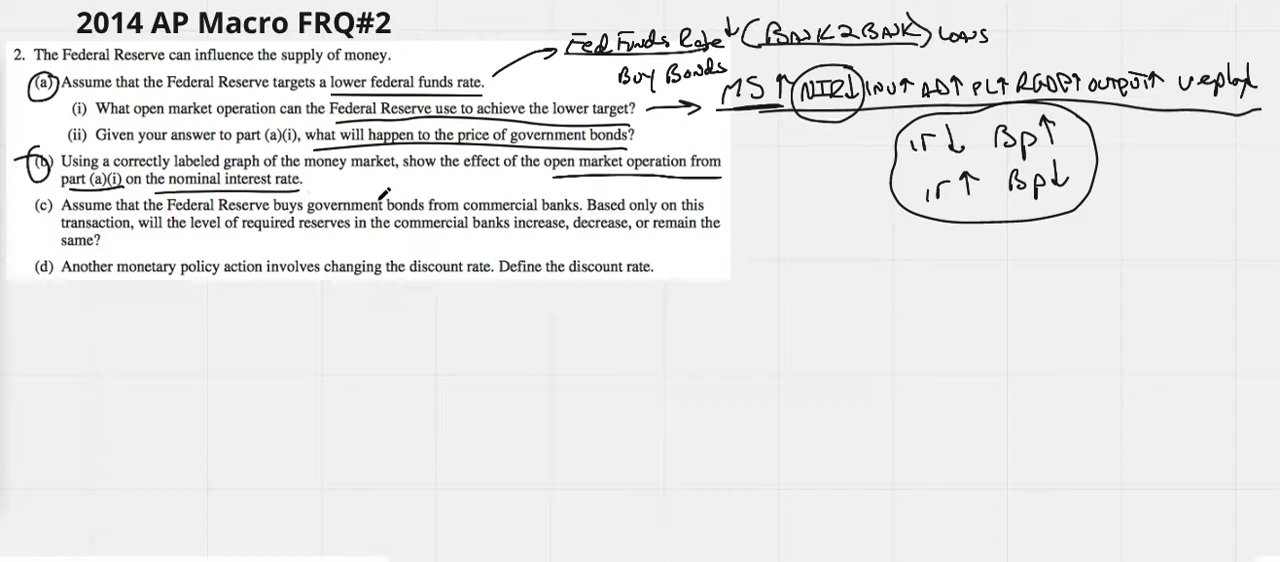 2014 AP Macro FRQ#2
2. The Federal Reserve can influence the supply of money.
(a) Assume that the Federal Reserve targets a lower federal funds rate.
(i) What open market operation can the Federal Reserve use to achieve the lower target?
(ii) Given your answer to part (a)(i), what will happen to the price of government bonds?
(b) Using a correctly labeled graph of the money market, show the effect of the open market operation from
part (a)(i) on the nominal interest rate.
(c) Assume that the Federal Reserve buys government bonds from commercial banks. Based only on this
transaction, will the level of required reserves in the commercial banks increase, decrease, or remain the
same?
(d) Another monetary policy action involves changing the discount rate. Define the discount rate.
Fed Funds Rate↓ (BANK 2 BANK) LOANS
Buy Bonds
MS↑ NIR↓ INV↑ AD↑ PL↑ RGDP↑ OUTPUT↑
ir↓ Bp↑
ir↑ Bp↓